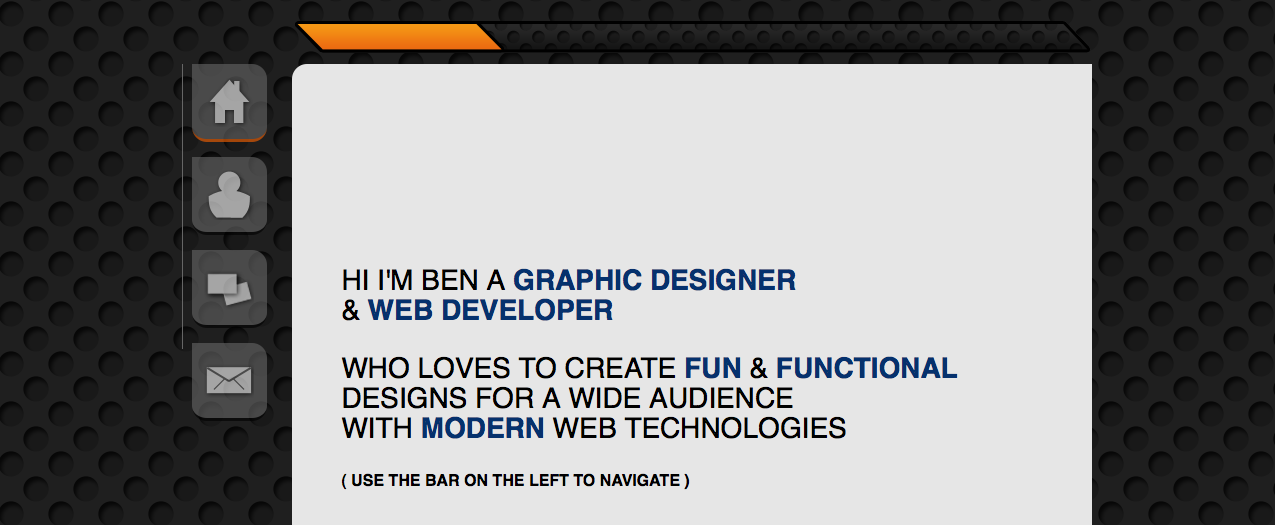 HI I'M BEN A GRAPHIC DESIGNER
& WEB DEVELOPER
WHO LOVES TO CREATE FUN & FUNCTIONAL
DESIGNS FOR A WIDE AUDIENCE
WITH MODERN WEB TECHNOLOGIES
( USE THE BAR ON THE LEFT TO NAVIGATE )